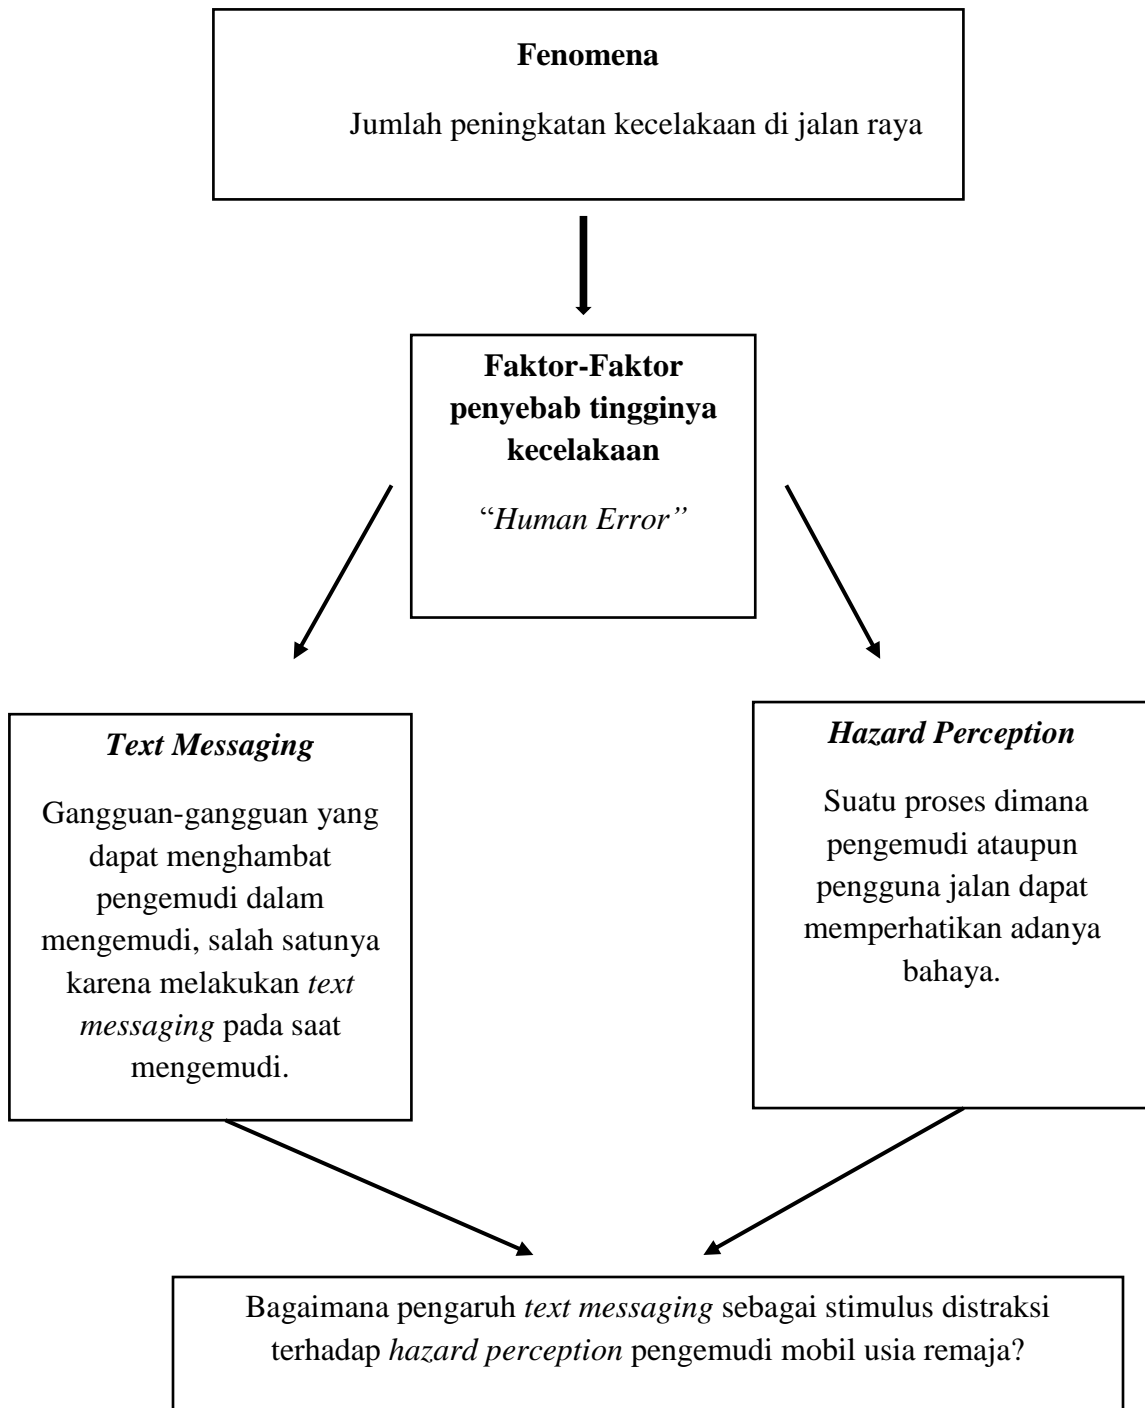 Fenomena
Jumlah peningkatan kecelakaan di jalan raya
Faktor-Faktor
penyebab tingginya
kecelakaan
“Human Error”
Text Messaging
Gangguan-gangguan yang
dapat menghambat
pengemudi dalam
mengemudi, salah satunya
karena melakukan text
messaging pada saat
mengemudi.
Hazard Perception
Suatu proses dimana
pengemudi ataupun
pengguna jalan dapat
memperhatikan adanya
bahaya.
Bagaimana pengaruh text messaging sebagai stimulus distraksi
terhadap hazard perception pengemudi mobil usia remaja?